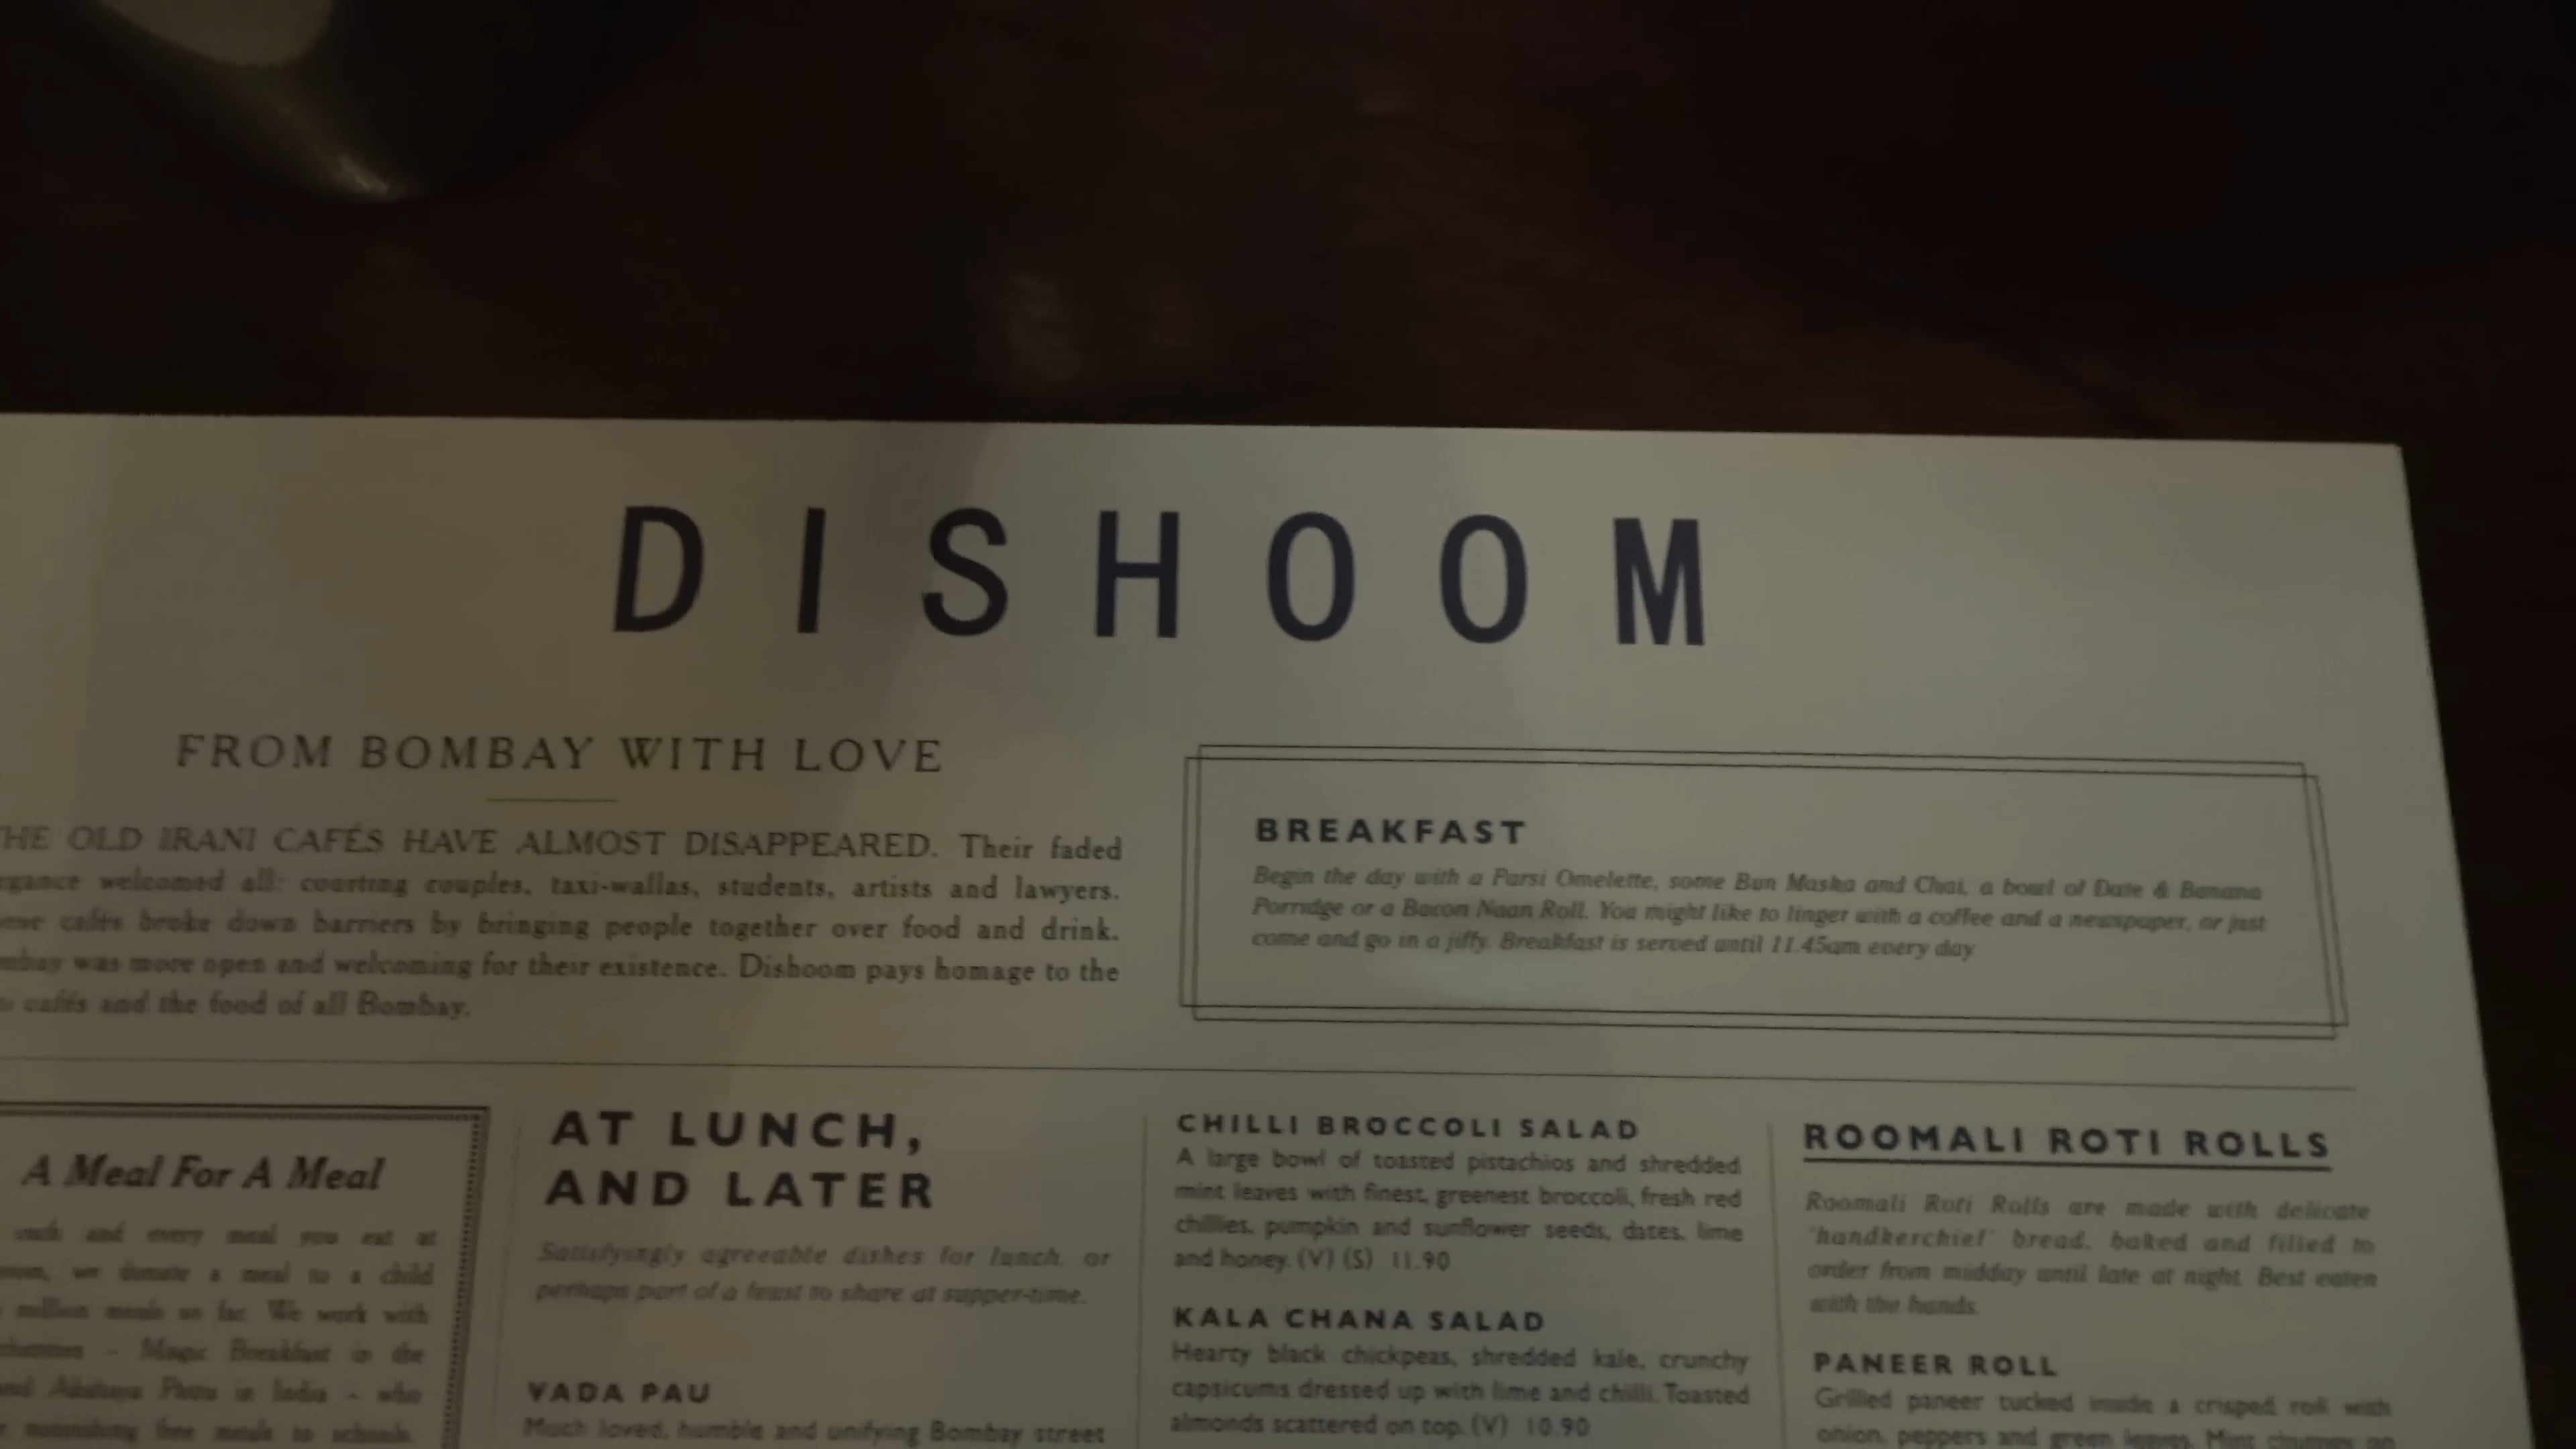 DISHOOM
FROM BOMBAY WITH LOVE
HE OLD IRANI CAFÉS HAVE ALMOST DISAPPEARED. Their faded
egance welcomed all: courting couples, taxi-wallas, students, artists and lawyers.
ese cafés broke down barriers by bringing people together over food and drink.
mbay was more open and welcoming for their existence. Dishoom pays homage to the
cafés and the food of all Bombay.
BREAKFAST
Begin the day with a Parsi Omelette, some Bun Maska and Chai, a bowl of Date & Banana
Porridge or a Bacon Naan Roll. You might like to linger with a coffee and a newspaper, or just
come and go in a jiffy. Breakfast is served until 11.45am every day.
A Meal For A Meal
each and every meal you eat at
we donate a meal to a child
million meals so far. We work with
- Magic Breakfast in the
in India - who
nourishing free meals to schools.
AT LUNCH,
AND LATER
Satisfyingly agreeable dishes for lunch, or
perhaps part of a feast to share at supper-time.
VADA PAU
Much loved, humble and unifying Bombay street
CHILLI BROCCOLI SALAD
A large bowl of toasted pistachios and shredded
mint leaves with finest, greenest broccoli, fresh red
chillies, pumpkin and sunflower seeds, dates, lime
and honey. (V) (S) 11.90
KALA CHANA SALAD
Hearty black chickpeas, shredded kale, crunchy
capsicums dressed up with lime and chilli. Toasted
almonds scattered on top. (V) 10.90
ROOMALI ROTI ROLLS
Roomali Roti Rolls are made with delicate
'handkerchief' bread, baked and filled to
order from midday until late at night. Best eaten
with the hands.
PANEER ROLL
Grilled paneer tucked inside a crisped roti with
onion, peppers and green leaves. Mint chutney on